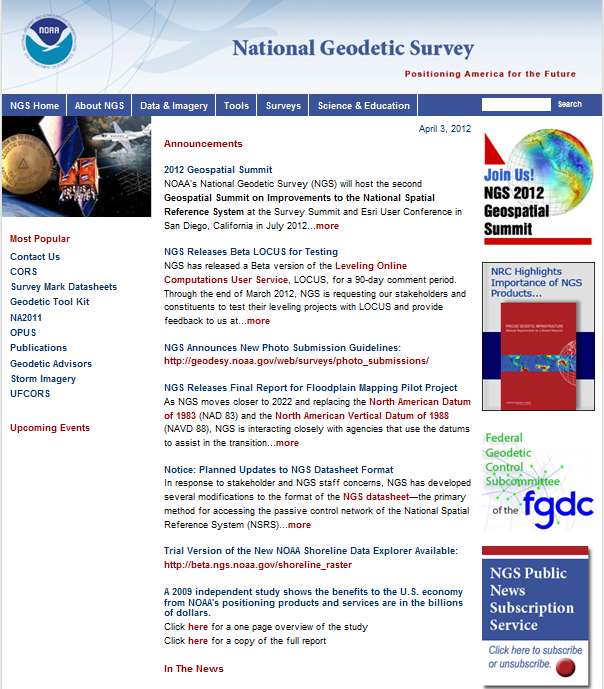 NOAA
National Geodetic Survey
Positioning America for the Future
NGS Home
About NGS
Data & Imagery
Tools
Surveys
Science & Education
Search
April 3, 2012
Most Popular
Contact Us
CORS
Survey Mark Datasheets
Geodetic Tool Kit
NA2011
OPUS
Publications
Geodetic Advisors
Storm Imagery
UFCORS
Upcoming Events
Announcements
2012 Geospatial Summit
NOAA's National Geodetic Survey (NGS) will host the second
Geospatial Summit on Improvements to the National Spatial
Reference System at the Survey Summit and Esri User Conference in
San Diego, California in July 2012...more
NGS Releases Beta LOCUS for Testing
NGS has released a Beta version of the Leveling Online
Computations User Service, LOCUS, for a 90-day comment period.
Through the end of March 2012, NGS is requesting our stakeholders and
constituents to test their leveling projects with LOCUS and provide
feedback to us at...more
NGS Announces New Photo Submission Guidelines:
http://geodesy.noaa.gov/web/surveys/photo_submissions/
NGS Releases Final Report for Floodplain Mapping Pilot Project
As NGS moves closer to 2022 and replacing the North American Datum
of 1983 (NAD 83) and the North American Vertical Datum of 1988
(NAVD 88), NGS is interacting closely with agencies that use the datums
to assist in the transition...more
Notice: Planned Updates to NGS Datasheet Format
In response to stakeholder and NGS staff concerns, NGS has developed
several modifications to the format of the NGS datasheet—the primary
method for accessing the passive control network of the National Spatial
Reference System (NSRS)...more
Trial Version of the New NOAA Shoreline Data Explorer Available:
http://beta.ngs.noaa.gov/shoreline_raster
A 2009 independent study shows the benefits to the U.S. economy
from NOAA's positioning products and services are in the billions
of dollars.
Click here for a one page overview of the study
Click here for a copy of the full report
In The News
Join Us!
NGS 2012
Geospatial
Summit
NRC Highlights
Importance of NGS
Products...
PRECISE GEODETIC INFRASTRUCTURE
Federal
Geodetic
Control
Subcommittee
of the fgdc
NGS Public
News
Subscription
Service
Click here to subscribe
or unsubscribe.